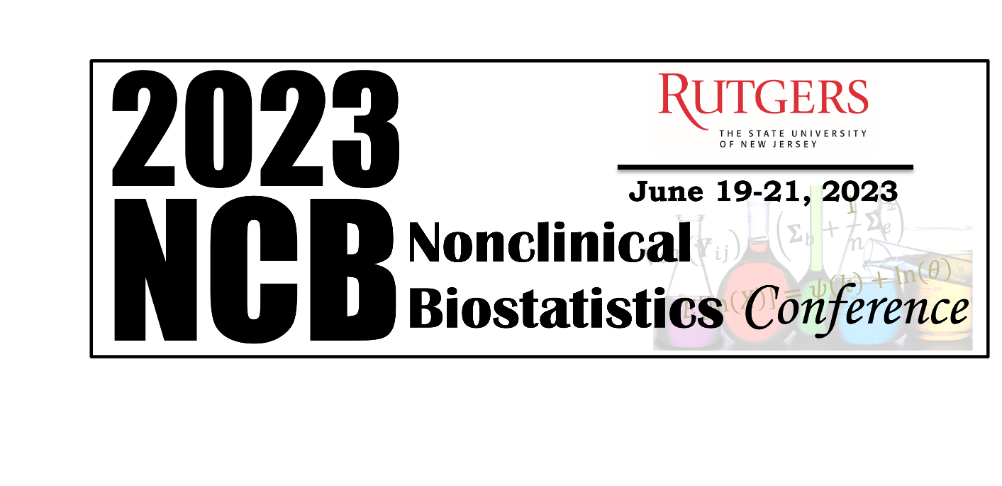 2023
NCB
Nonclinical
Biostatistics Conference
RUTGERS
THE STATE UNIVERSITY
OF NEW JERSEY
June 19-21, 2023